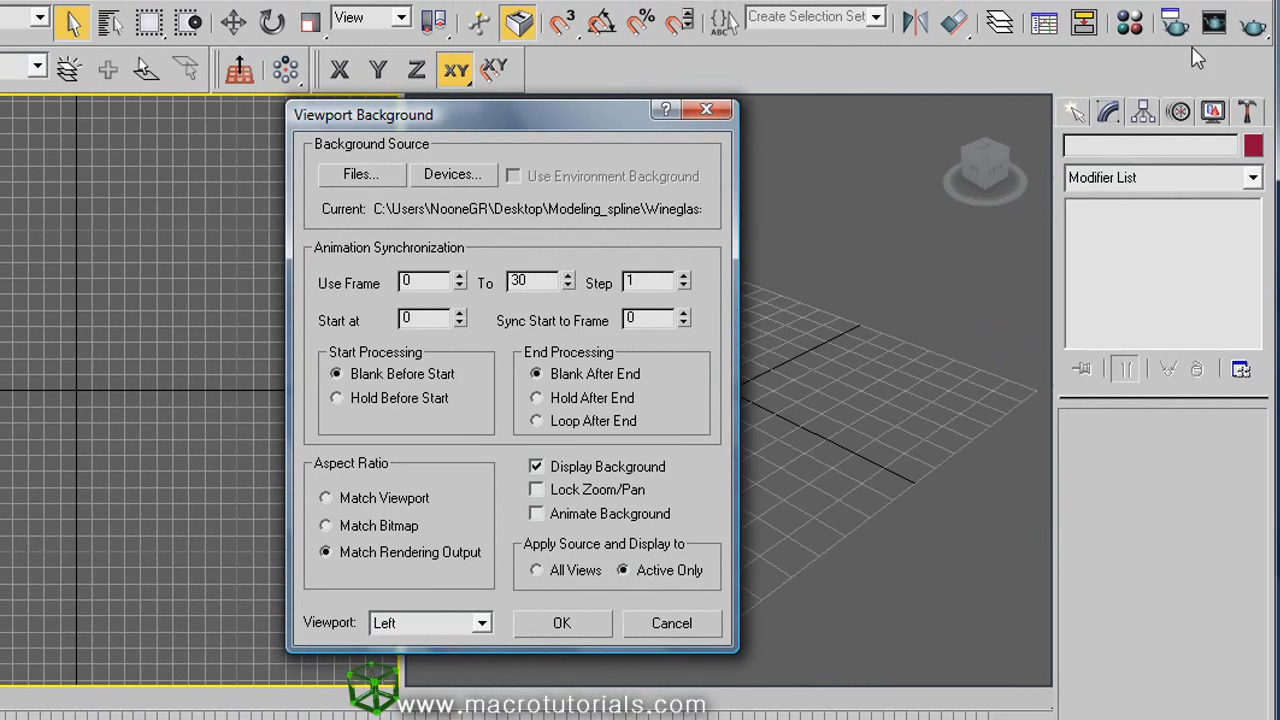 View
3
%
ABC
Create Selection Set
X Y Z XY XY
Viewport Background
?
Background Source
Files... Devices... Use Environment Background
Current: C:\Users\NooneGR\Desktop\Modeling_spline\Wineglas
Modifier List
Animation Synchronization
Use Frame 0 To 30 Step 1
Start at 0 Sync Start to Frame 0
Start Processing End Processing
Blank Before Start Blank After End
Hold Before Start Hold After End
Loop After End
Aspect Ratio Display Background
Match Viewport Lock Zoom/Pan
Match Bitmap Animate Background
Match Rendering Output Apply Source and Display to
All Views Active Only
Viewport: Left OK Cancel
www.macrotutorials.com